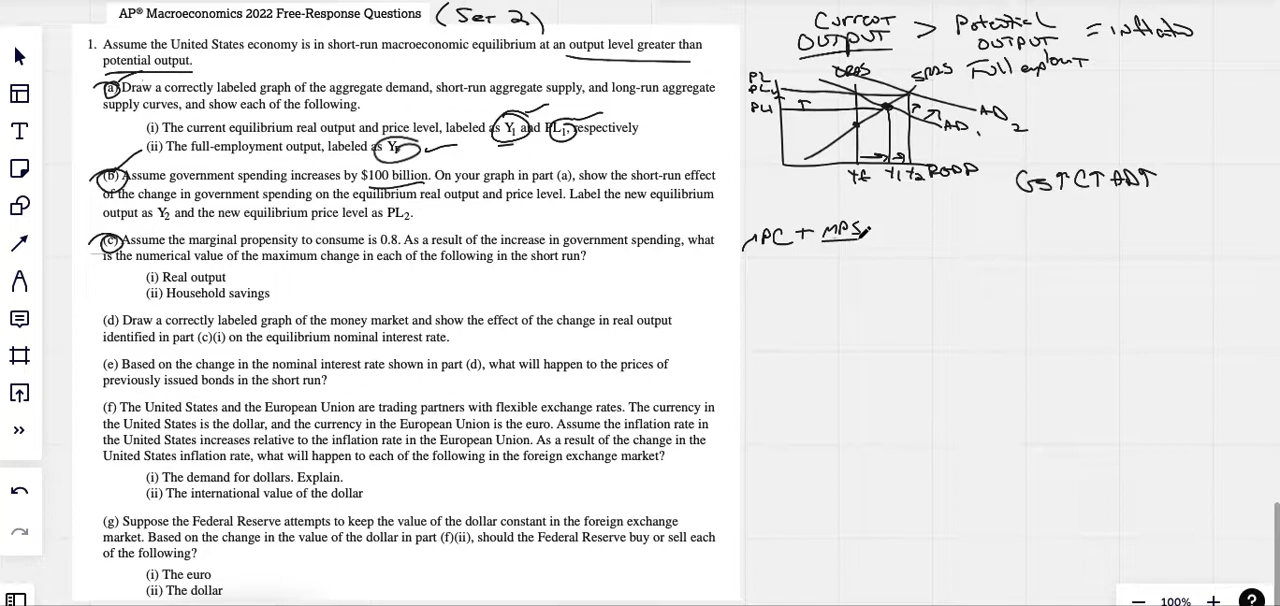 AP® Macroeconomics 2022 Free-Response Questions (Set 2)
1. Assume the United States economy is in short-run macroeconomic equilibrium at an output level greater than
potential output.
(a) Draw a correctly labeled graph of the aggregate demand, short-run aggregate supply, and long-run aggregate
supply curves, and show each of the following.
(i) The current equilibrium real output and price level, labeled as Y1 and PL1, respectively
(ii) The full-employment output, labeled as Yf
(b) Assume government spending increases by $100 billion. On your graph in part (a), show the short-run effect
of the change in government spending on the equilibrium real output and price level. Label the new equilibrium
output as Y2 and the new equilibrium price level as PL2.
(c) Assume the marginal propensity to consume is 0.8. As a result of the increase in government spending, what
is the numerical value of the maximum change in each of the following in the short run?
(i) Real output
(ii) Household savings
(d) Draw a correctly labeled graph of the money market and show the effect of the change in real output
identified in part (c)(i) on the equilibrium nominal interest rate.
(e) Based on the change in the nominal interest rate shown in part (d), what will happen to the prices of
previously issued bonds in the short run?
(f) The United States and the European Union are trading partners with flexible exchange rates. The currency in
the United States is the dollar, and the currency in the European Union is the euro. Assume the inflation rate in
the United States increases relative to the inflation rate in the European Union. As a result of the change in the
United States inflation rate, what will happen to each of the following in the foreign exchange market?
(i) The demand for dollars. Explain.
(ii) The international value of the dollar
(g) Suppose the Federal Reserve attempts to keep the value of the dollar constant in the foreign exchange
market. Based on the change in the value of the dollar in part (f)(ii), should the Federal Reserve buy or sell each
of the following?
(i) The euro
(ii) The dollar
Current > Potential
OUTPUT OUTPUT =
Full
PL
PL1
AD2
AD1
Yf Y1 Y2 RGDP
GS↑ C↑ AD↑
MPC + MPS
100%